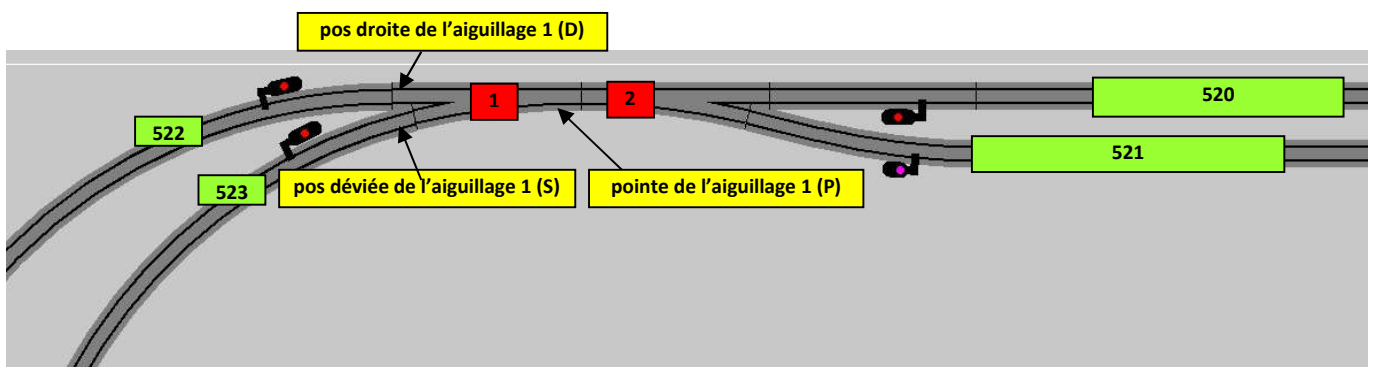 pos droite de l’aiguillage 1 (D)
1
2
520
522
521
523
pos déviée de l’aiguillage 1 (S)
pointe de l’aiguillage 1 (P)